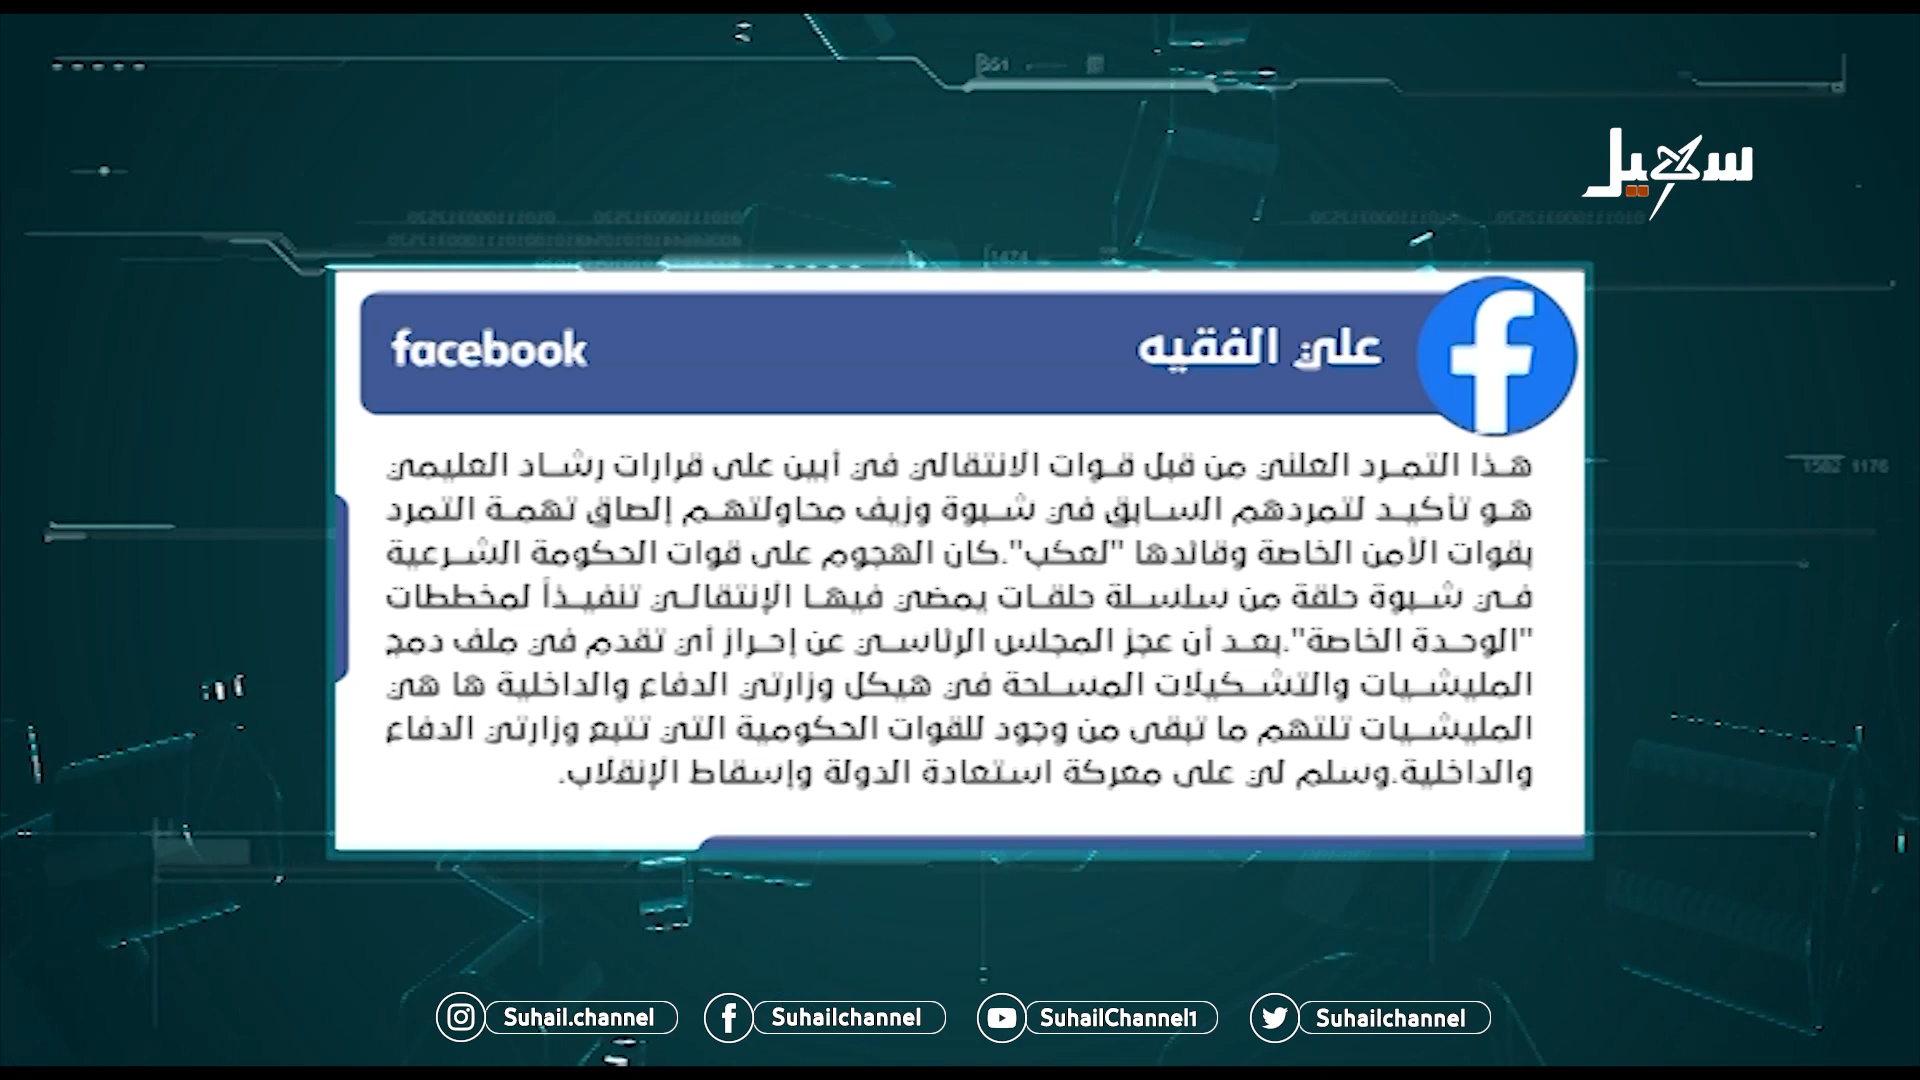 سهيل
علي الفقيه
facebook
هذا التمرد العلني من قبل قوات الانتقالي في أبين على قرارات رشاد العليمي
هو تأكيد لتمردهم السابق في شبوة وزيف محاولتهم إلصاق تهمة التمرد
بقوات الأمن الخاصة وقائدها "لعكب".كان الهجوم على قوات الحكومة الشرعية
في شبوة حلقة من سلسلة حلقات يمضي فيها الإنتقالي تنفيذاً لمخططات
"الوحدة الخاصة".بعد أن عجز المجلس الرئاسي عن إحراز أي تقدم في ملف دمج
المليشيات والتشكيلات المسلحة في هيكل وزارتي الدفاع والداخلية ها هي
المليشيات تلتهم ما تبقى من وجود للقوات الحكومية التي تتبع وزارتي الدفاع
والداخلية.وسلم لي على معركة استعادة الدولة وإسقاط الإنقلاب.
Suhail.channel
Suhailchannel
SuhailChannel1
Suhailchannel